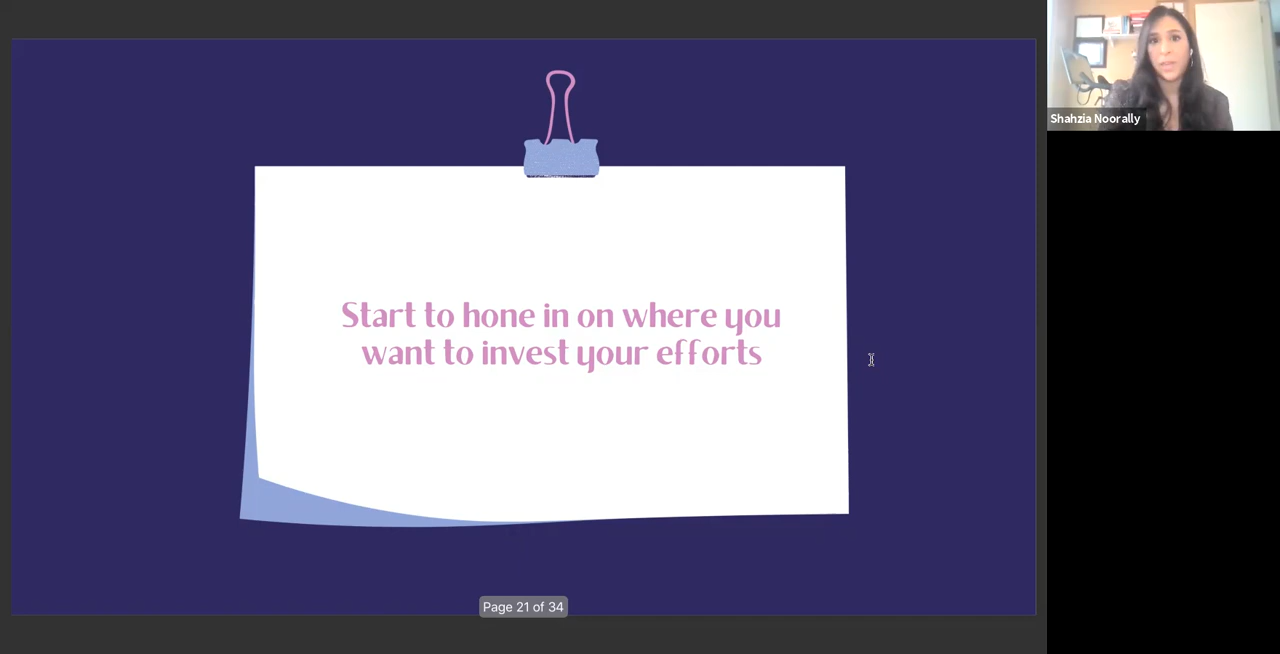 Shahzia Noorally
Start to hone in on where you
want to invest your efforts
Page 21 of 34